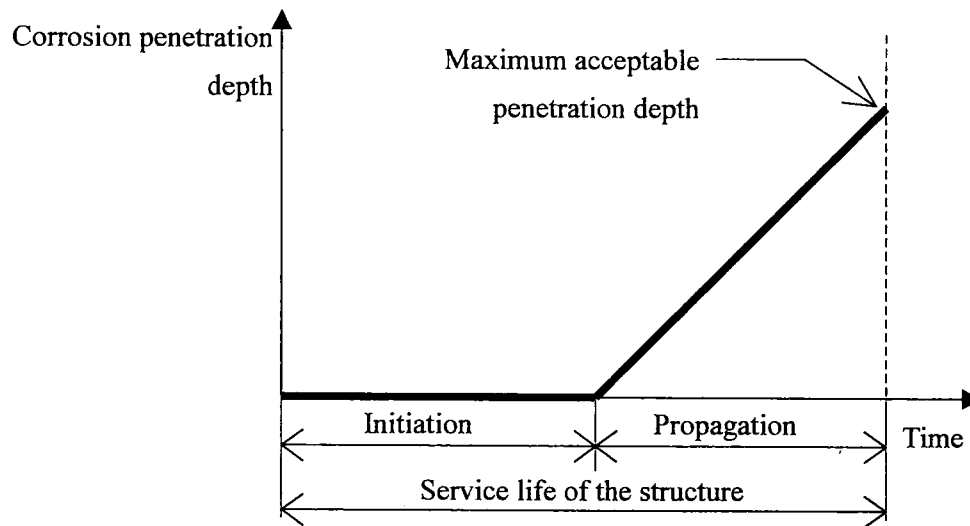 Corrosion penetration
depth
Maximum acceptable
penetration depth
Initiation
Propagation
Time
Service life of the structure